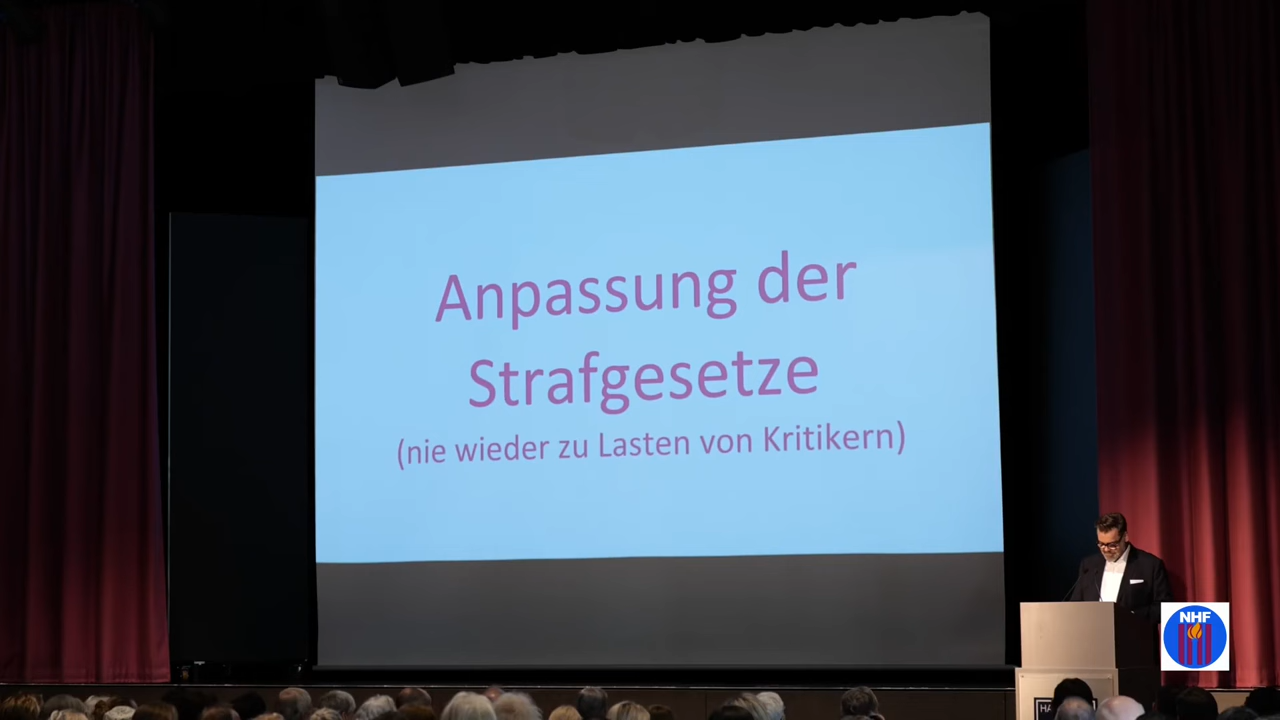 Anpassung der
Strafgesetze
(nie wieder zu Lasten von Kritikern)
NHF